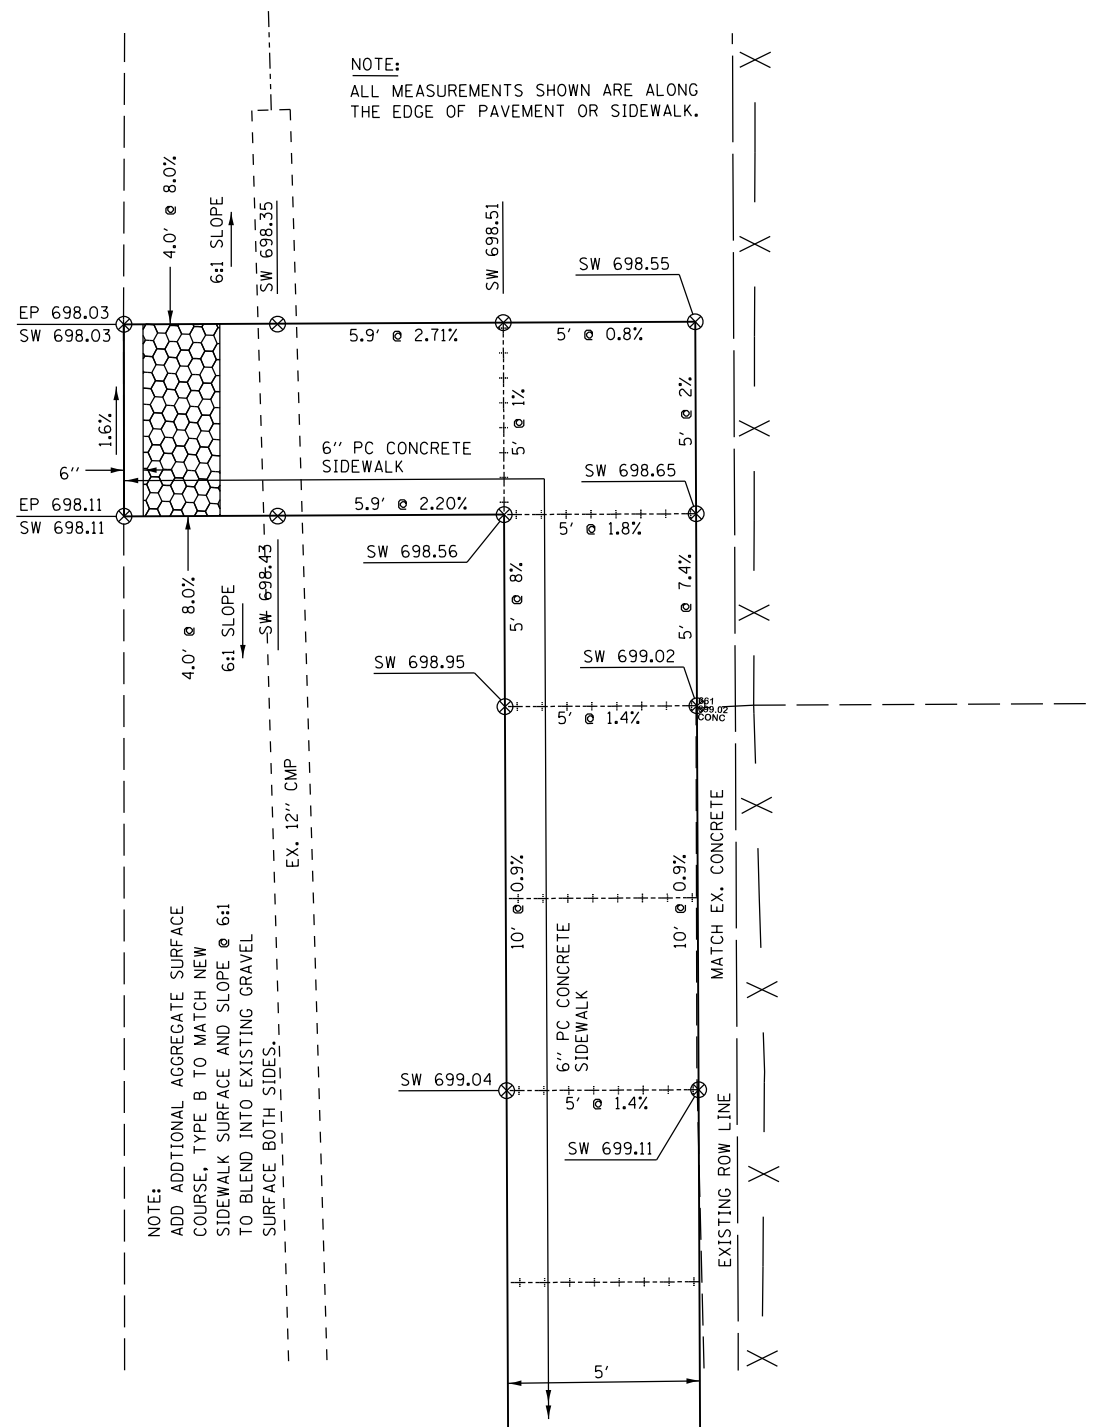 NOTE:
ALL MEASUREMENTS SHOWN ARE ALONG
THE EDGE OF PAVEMENT OR SIDEWALK.
4.0' @ 8.0%
6:1 SLOPE
SW 698.35
SW 698.51
SW 698.55
EP 698.03
SW 698.03
5.9' @ 2.71%
5' @ 0.8%
1.6%
5' @ 1%
5' @ 2%
6" PC CONCRETE
SIDEWALK
6"
SW 698.65
EP 698.11
SW 698.11
5.9' @ 2.20%
5' @ 1.8%
SW 698.56
4.0' @ 8.0%
6:1 SLOPE
SW 698.43
5' @ 8%
5' @ 7.4%
SW 698.95
SW 699.02
699.02
CONC
5' @ 1.4%
EX. 12" CMP
MATCH EX. CONCRETE
10' @ 0.9%
10' @ 0.9%
6" PC CONCRETE
SIDEWALK
NOTE:
ADD ADDTIONAL AGGREGATE SURFACE
COURSE, TYPE B TO MATCH NEW
SIDEWALK SURFACE AND SLOPE @ 6:1
TO BLEND INTO EXISTING GRAVEL
SURFACE BOTH SIDES.
SW 699.04
5' @ 1.4%
SW 699.11
EXISTING ROW LINE
5'